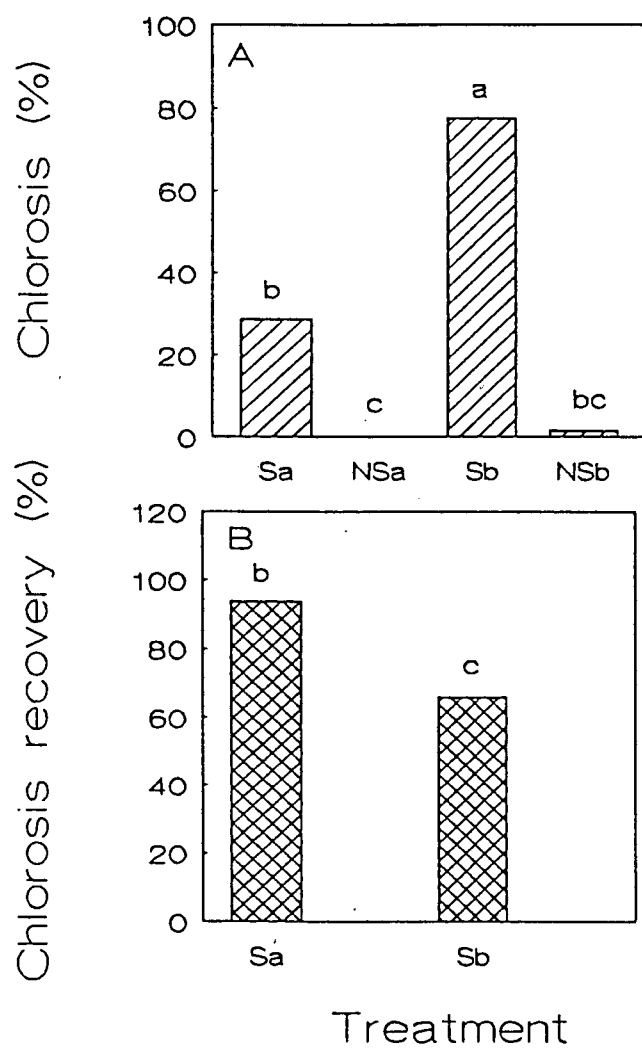 Chlorosis (%)
100
80
60
40
20
0
A
b
c
a
bc
Sa NSa Sb NSb
Chlorosis recovery (%)
120
100
80
60
40
20
0
B
b
c
Sa Sb
Treatment